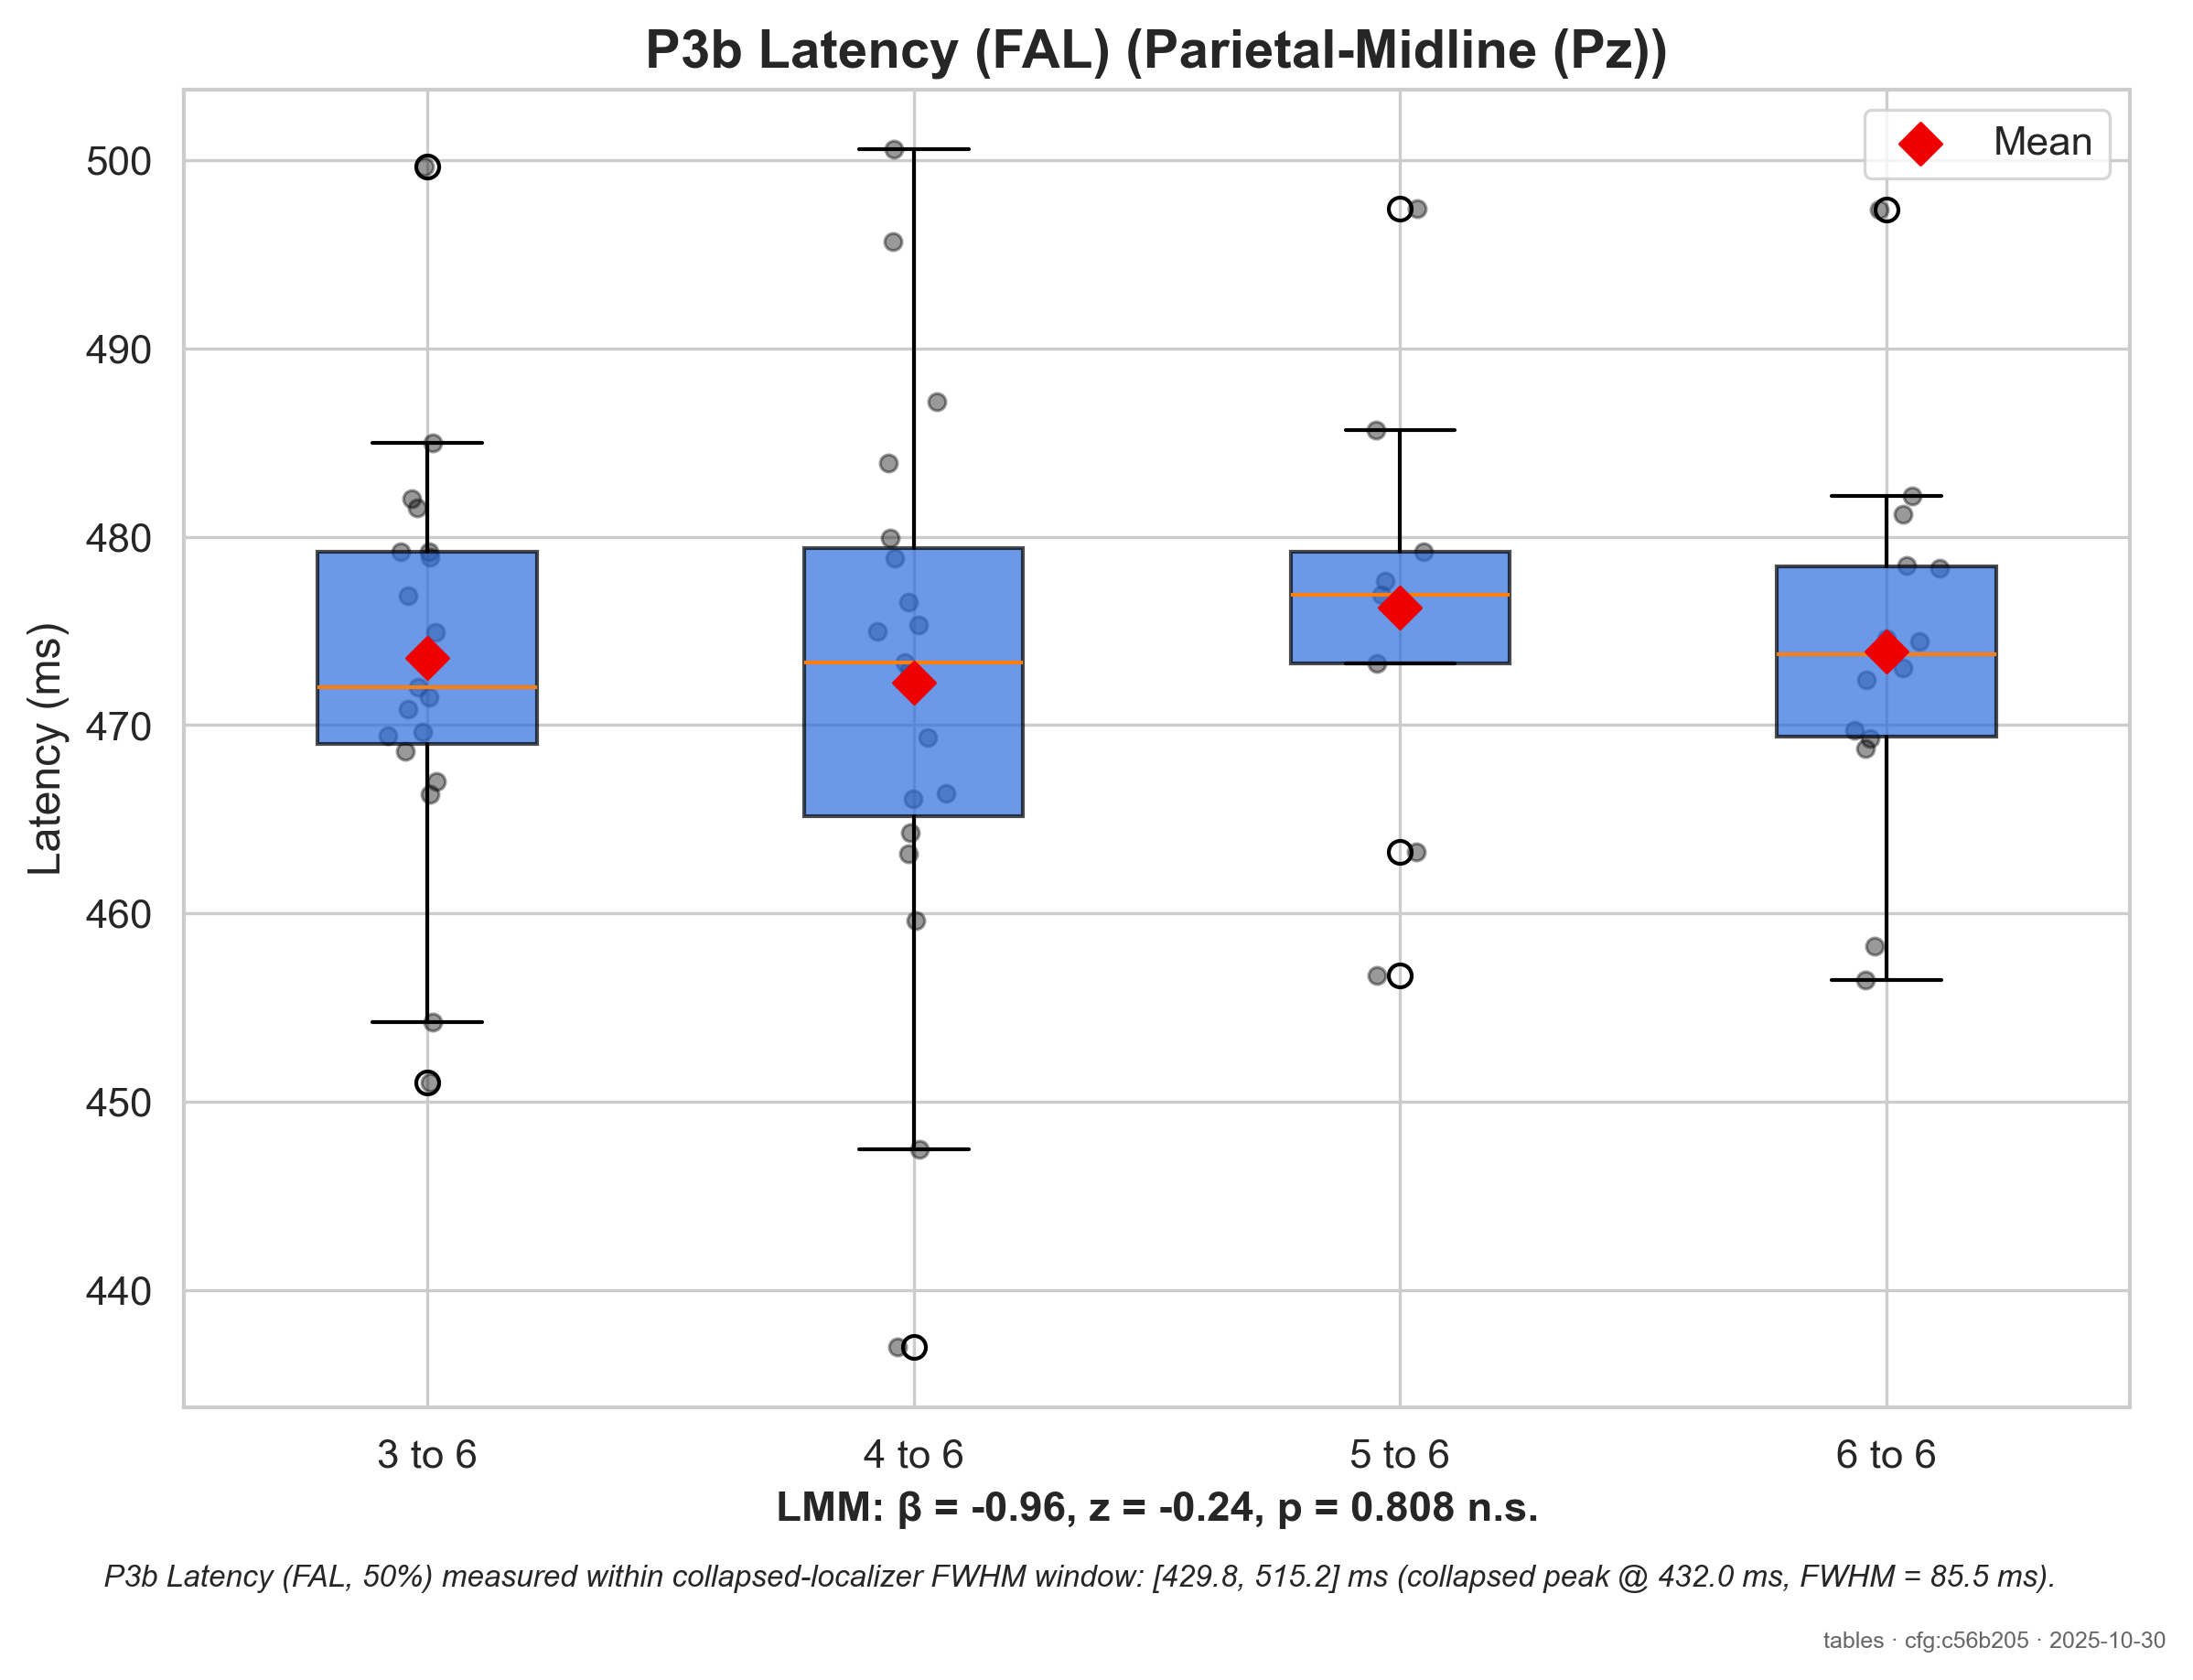 P3b Latency (FAL) (Parietal-Midline (Pz))
Mean
Latency (ms)
500
490
480
470
460
450
440
3 to 6
4 to 6
5 to 6
6 to 6
LMM: β = -0.96, z = -0.24, p = 0.808 n.s.
P3b Latency (FAL, 50%) measured within collapsed-localizer FWHM window: [429.8, 515.2] ms (collapsed peak @ 432.0 ms, FWHM = 85.5 ms).
tables · cfg:c56b205 · 2025-10-30